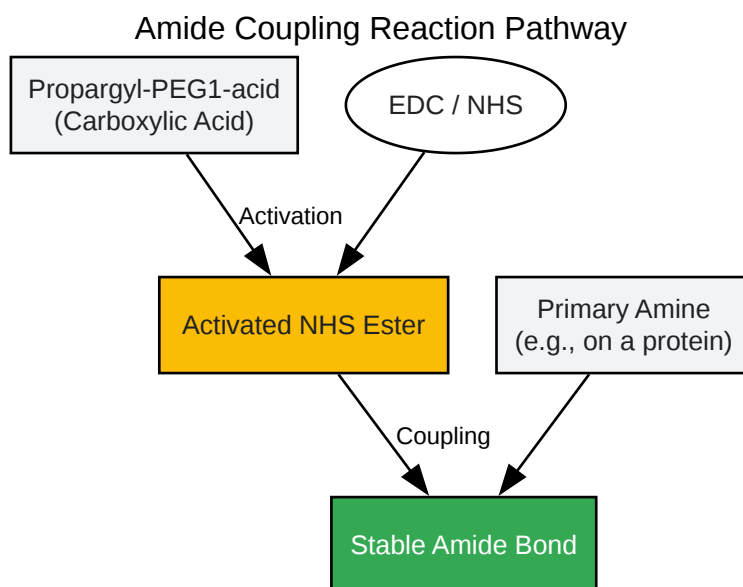 Amide Coupling Reaction Pathway
Propargyl-PEG1-acid
(Carboxylic Acid)
EDC / NHS
Activation
Activated NHS Ester
Primary Amine
(e.g., on a protein)
Coupling
Stable Amide Bond